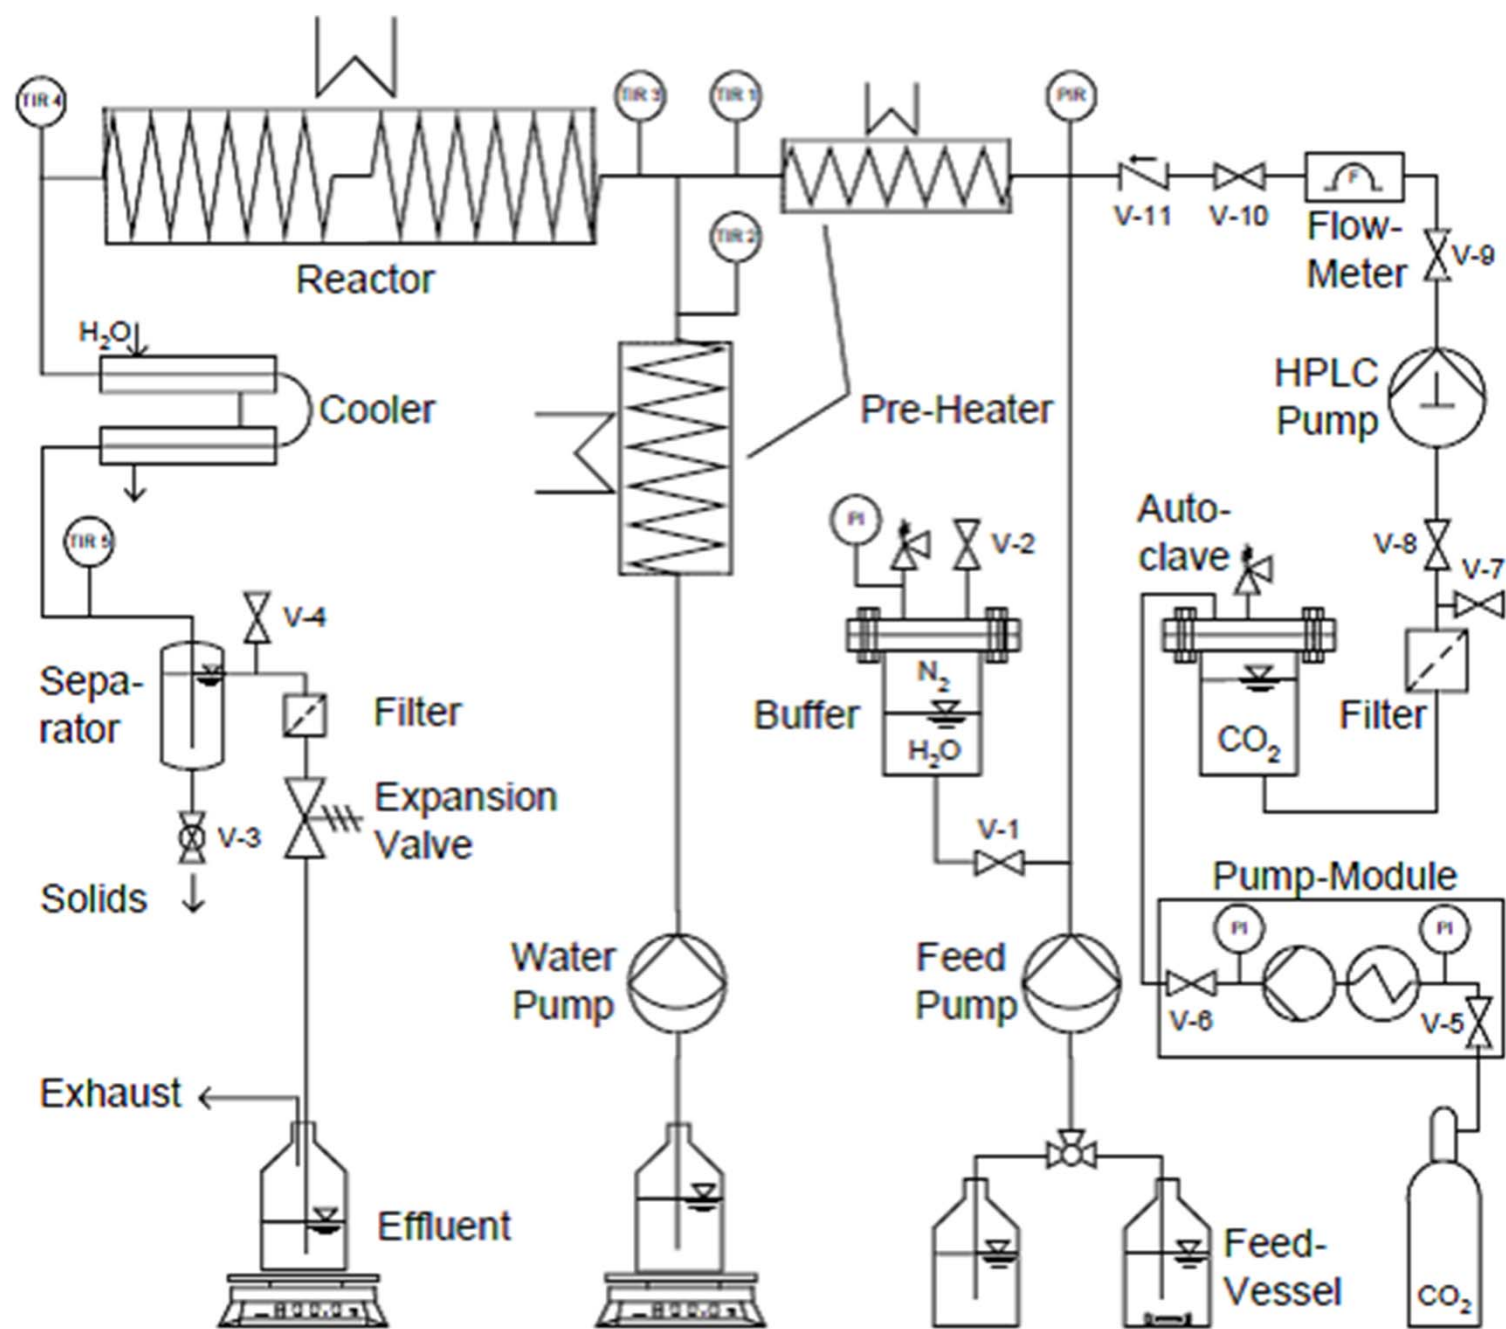 TIR 4
TIR 3
TIR 1
PIR
F
V-11
V-10
Flow-
Meter
V-9
TIR 2
Reactor
H₂O
Cooler
Pre-Heater
HPLC
Pump
TIR 5
PI
V-2
Auto-
clave
V-8
V-7
V-4
Sepa-
rator
Filter
N₂
Buffer
H₂O
CO₂
Filter
Expansion
Valve
V-3
V-1
Solids
Pump-Module
PI
PI
Water
Pump
Feed
Pump
V-6
V-5
Exhaust
Effluent
Feed-
Vessel
CO₂